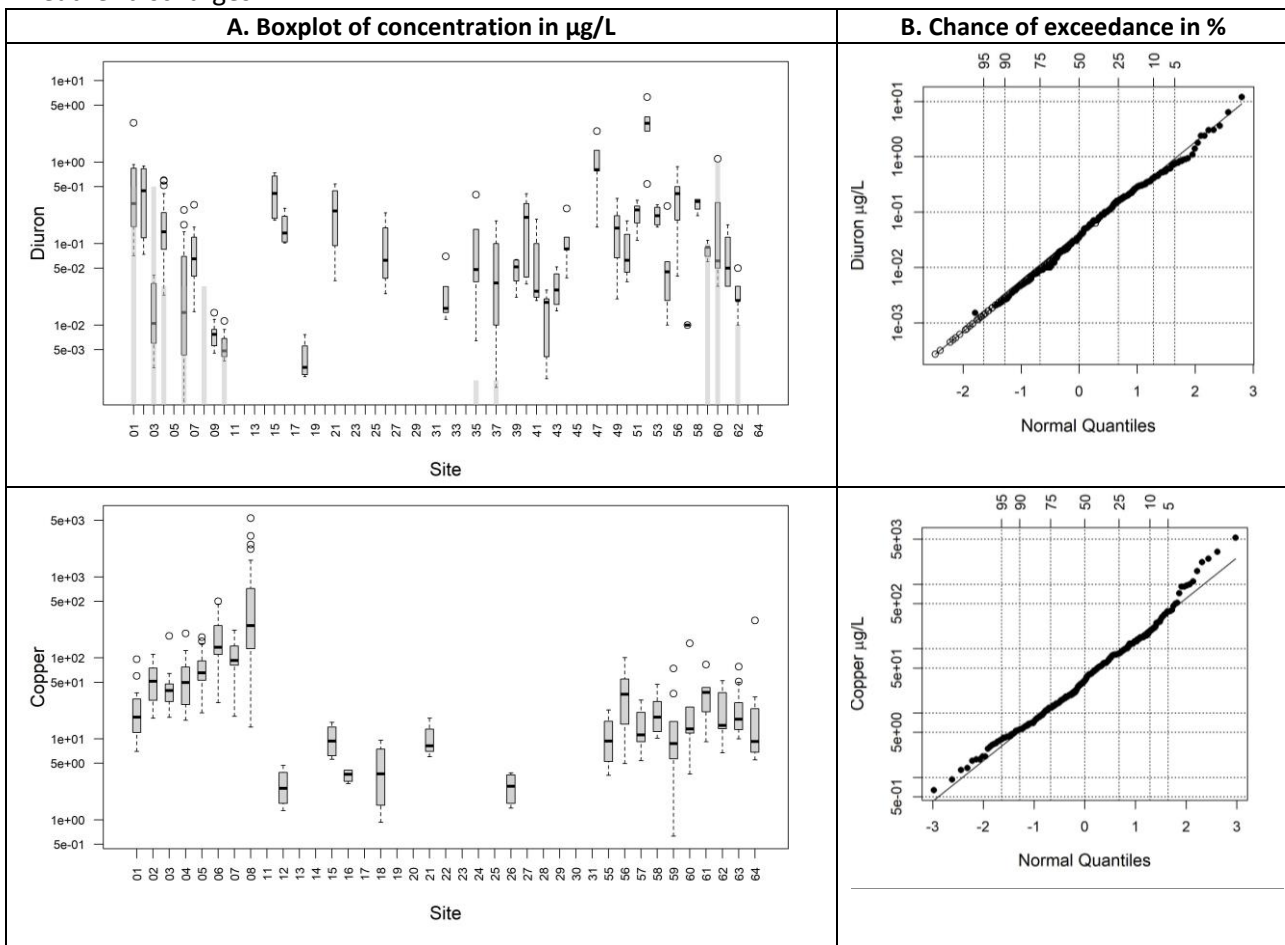 A. Boxplot of concentration in µg/L
B. Chance of exceedance in %
Diuron
1e+01
5e+00
1e+00
5e-01
1e-01
5e-02
1e-02
5e-03
01 03 05 07 09 11 13 15 17 19 21 23 25 27 29 31 33 35 37 39 41 43 45 47 49 51 53 56 58 60 62 64
Site
95 90 75 50 25 10 5
Diuron µg/L
1e+01
1e+00
1e-01
1e-02
1e-03
-2 -1 0 1 2 3
Normal Quantiles
Copper
5e+03
1e+03
5e+02
1e+02
5e+01
1e+01
5e+00
1e+00
5e-01
01 02 03 04 05 06 07 08 11 12 13 14 15 16 17 18 19 20 21 22 23 24 25 26 27 28 29 31 55 56 57 58 59 60 61 62 63 64
Site
95 90 75 50 25 10 5
Copper µg/L
5e+03
5e+02
5e+01
5e+00
5e-01
-3 -2 -1 0 1 2 3
Normal Quantiles